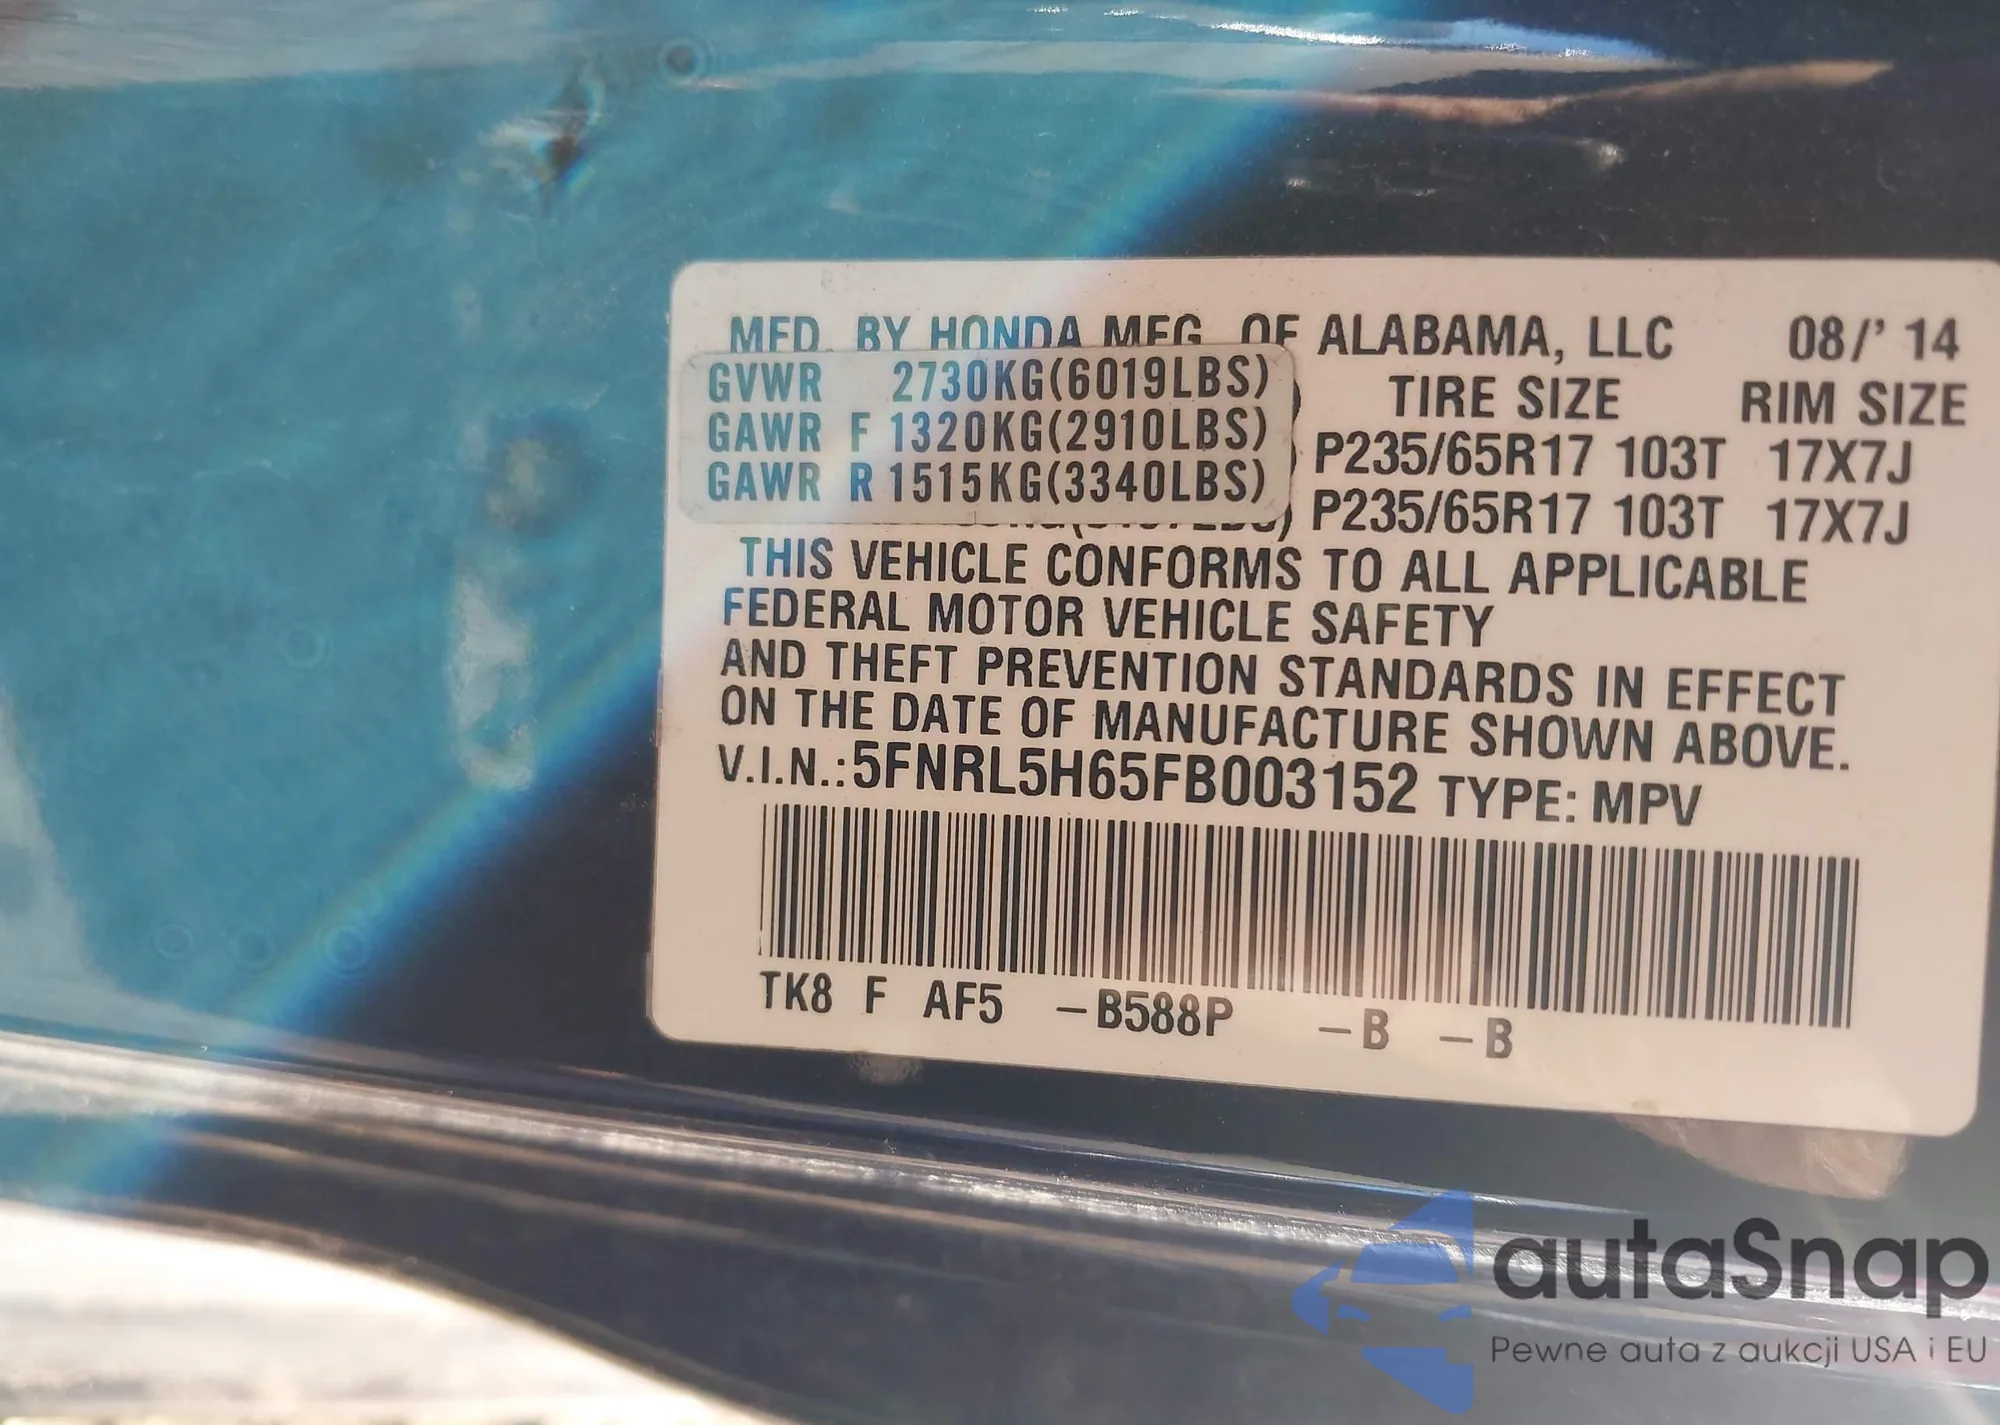 MFD. BY HONDA MFG. OF ALABAMA, LLC 08/' 14
TIRE SIZE RIM SIZE
GVWR 2730KG(6019LBS)
GAWR F 1320KG(2910LBS) P235/65R17 103T 17X7J
GAWR R 1515KG(3340LBS) P235/65R17 103T 17X7J
THIS VEHICLE CONFORMS TO ALL APPLICABLE
FEDERAL MOTOR VEHICLE SAFETY
AND THEFT PREVENTION STANDARDS IN EFFECT
ON THE DATE OF MANUFACTURE SHOWN ABOVE.
V.I.N.:5FNRL5H65FB003152 TYPE: MPV
TK8 F AF5 -B588P -B -B
autaSnap
Pewne auta z aukcji USA i EU